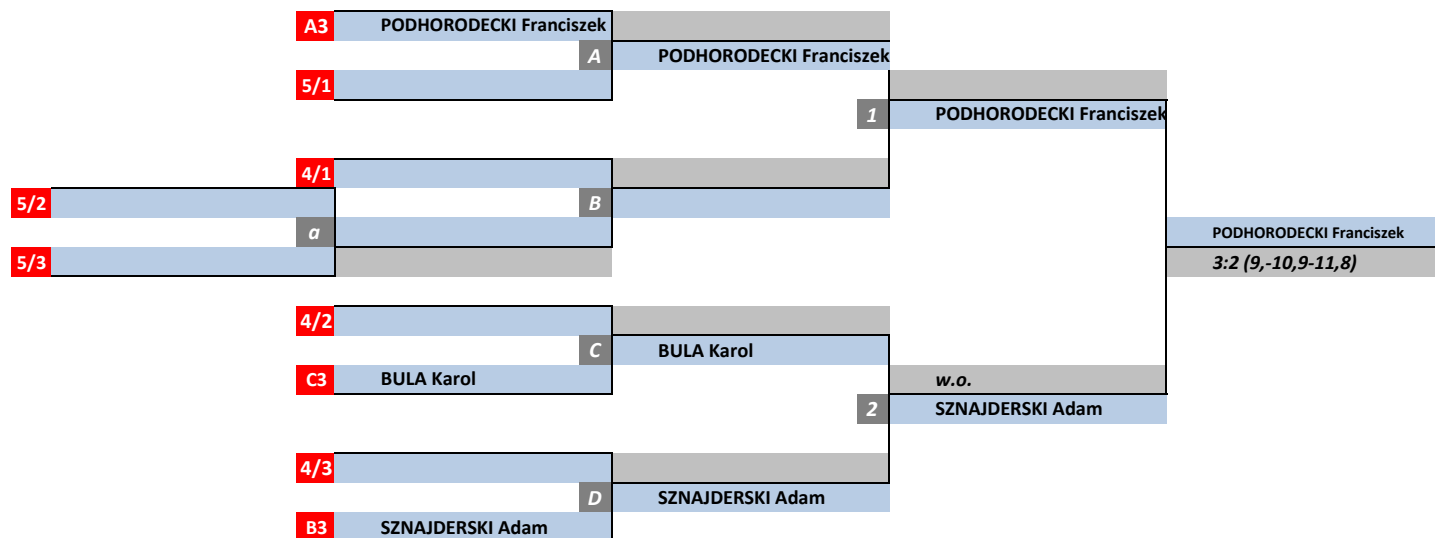 A3 PODHORODECKI Franciszek
A PODHORODECKI Franciszek
5/1
1 PODHORODECKI Franciszek
4/1
5/2 B
a PODHORODECKI Franciszek
5/3 3:2 (9,-10,9-11,8)
4/2
C BULA Karol
C3 BULA Karol w.o.
2 SZNAJDERSKI Adam
4/3
D SZNAJDERSKI Adam
B3 SZNAJDERSKI Adam